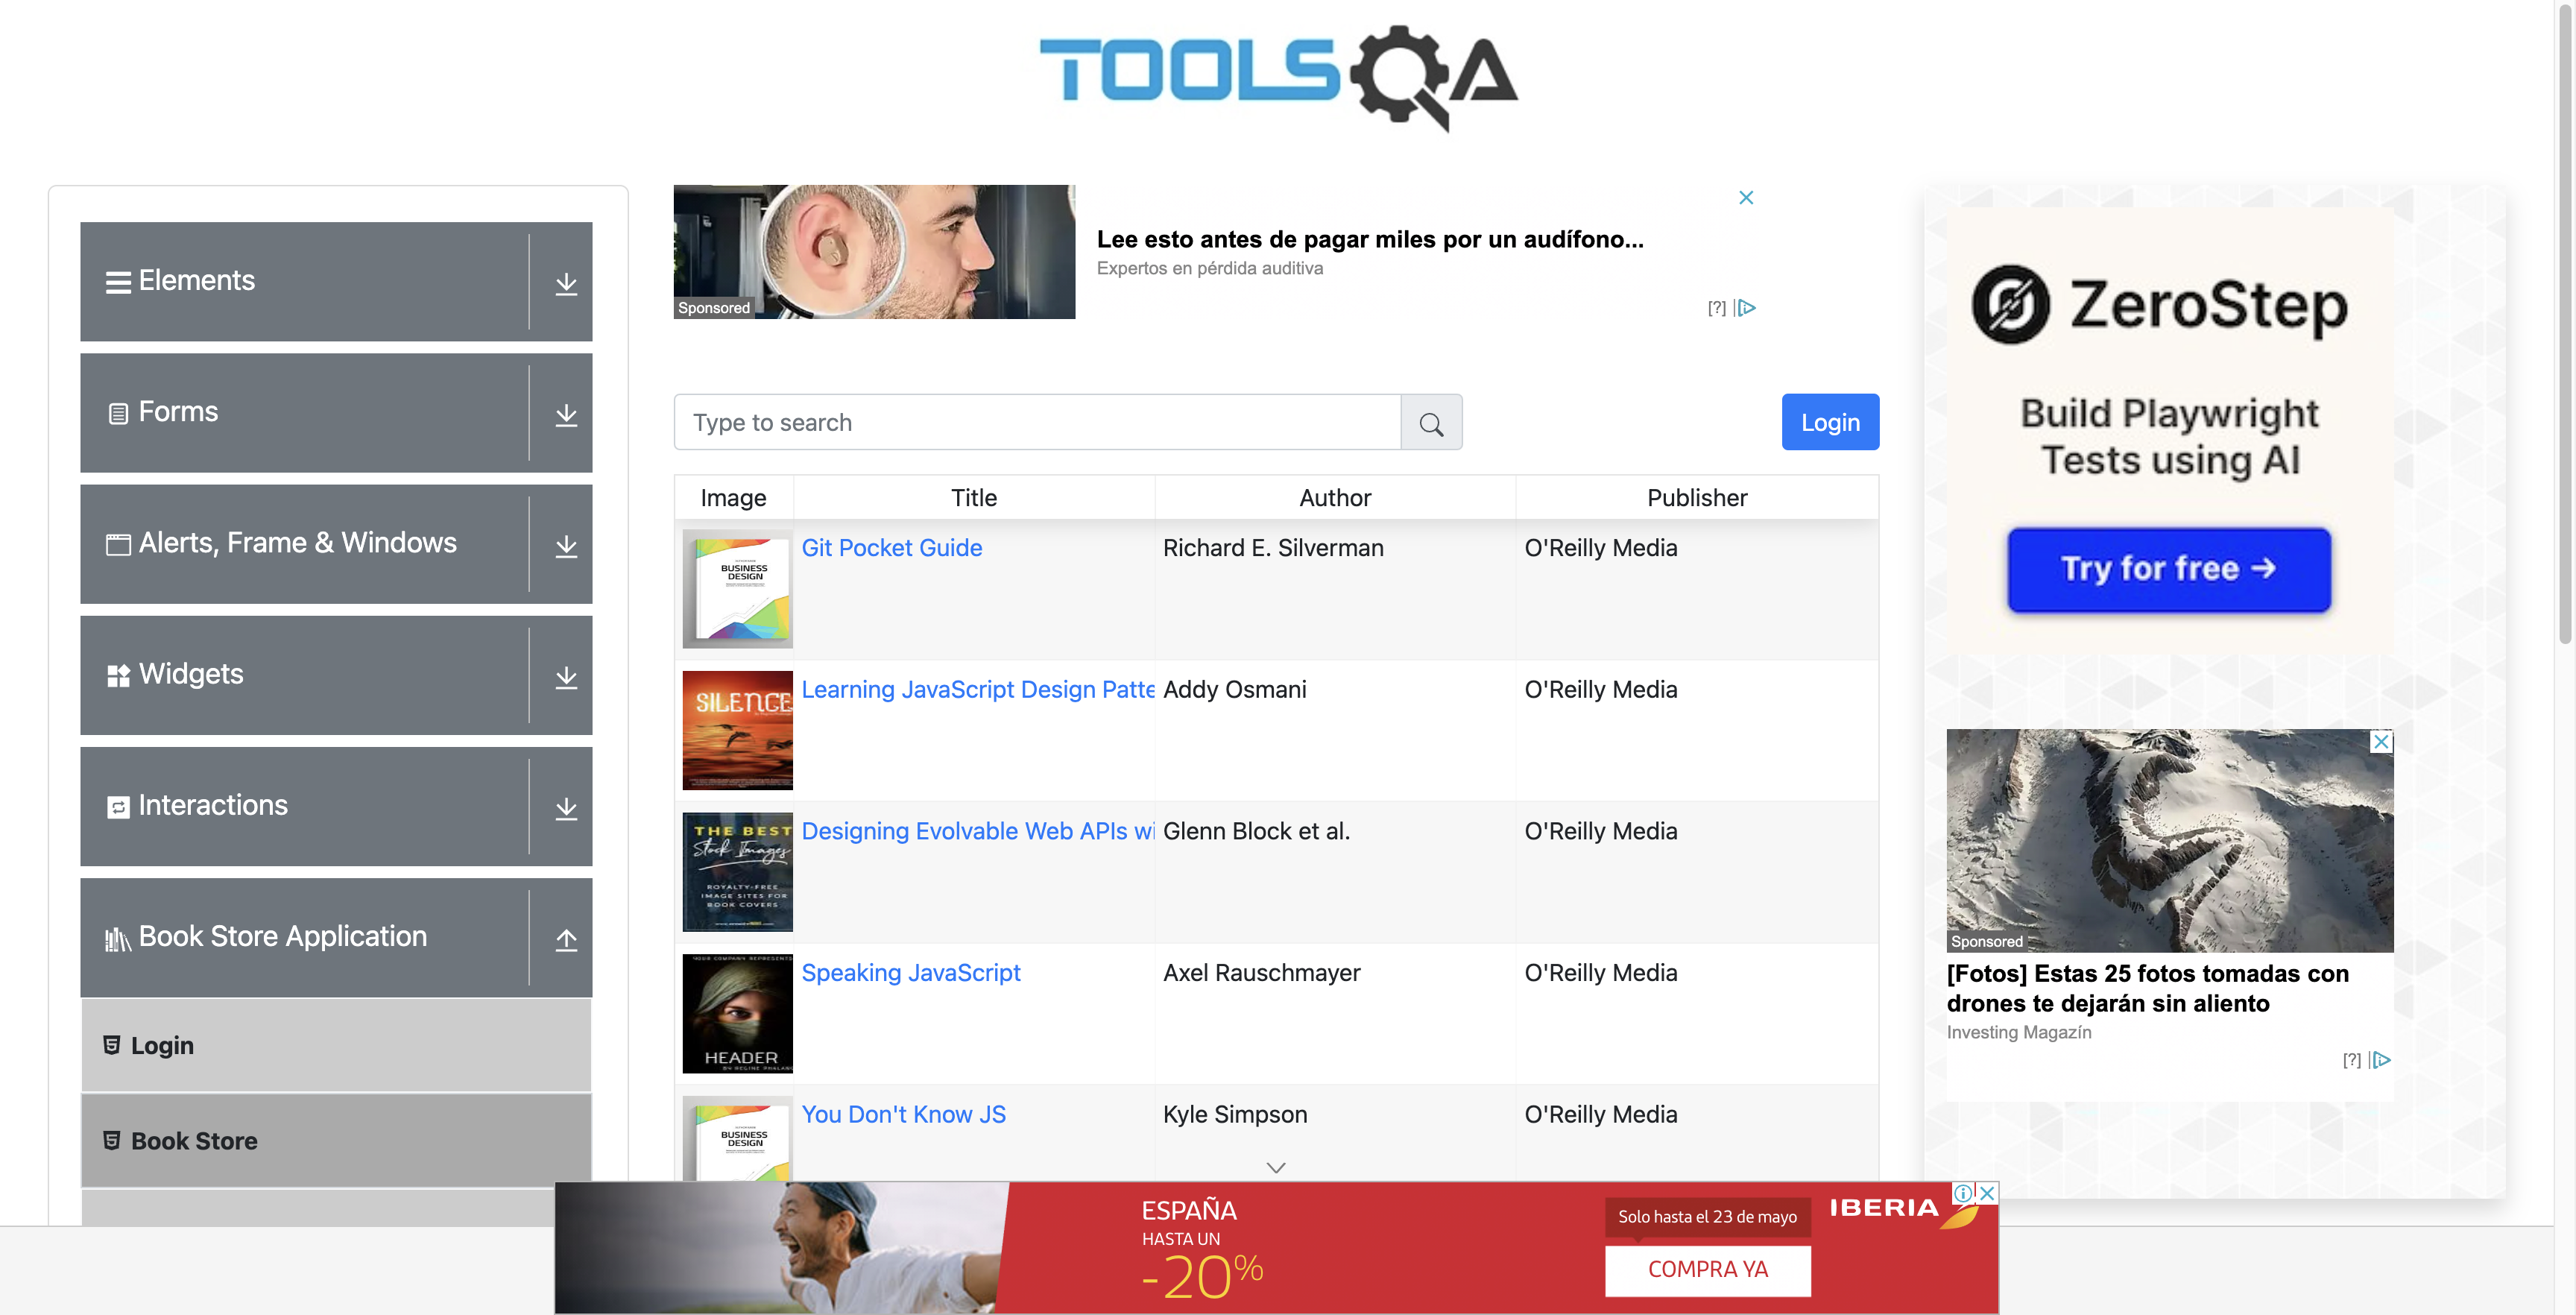 TOOLSQA
Elements
Forms
Alerts, Frame & Windows
Widgets
Interactions
Book Store Application
Login
Book Store
Sponsored
Lee esto antes de pagar miles por un audífono...
Expertos en pérdida auditiva
[?]
Type to search
Login
Image Title Author Publisher
BUSINESS
DESIGN
Git Pocket Guide Richard E. Silverman O'Reilly Media
SILENCE
Learning JavaScript Design Patte Addy Osmani O'Reilly Media
THE BEST
Stock Images
ROYALTY-FREE
IMAGE SITES FOR
BOOK COVERS
Designing Evolvable Web APIs wi Glenn Block et al. O'Reilly Media
YOUR COMPANY REPRESENTS
HEADER
Speaking JavaScript Axel Rauschmayer O'Reilly Media
BUSINESS
DESIGN
You Don't Know JS Kyle Simpson O'Reilly Media
ZeroStep
Build Playwright
Tests using AI
Try for free →
Sponsored
[Fotos] Estas 25 fotos tomadas con
drones te dejarán sin aliento
Investing Magazín
[?]
ESPAÑA
HASTA UN
-20%
Solo hasta el 23 de mayo
COMPRA YA
IBERIA